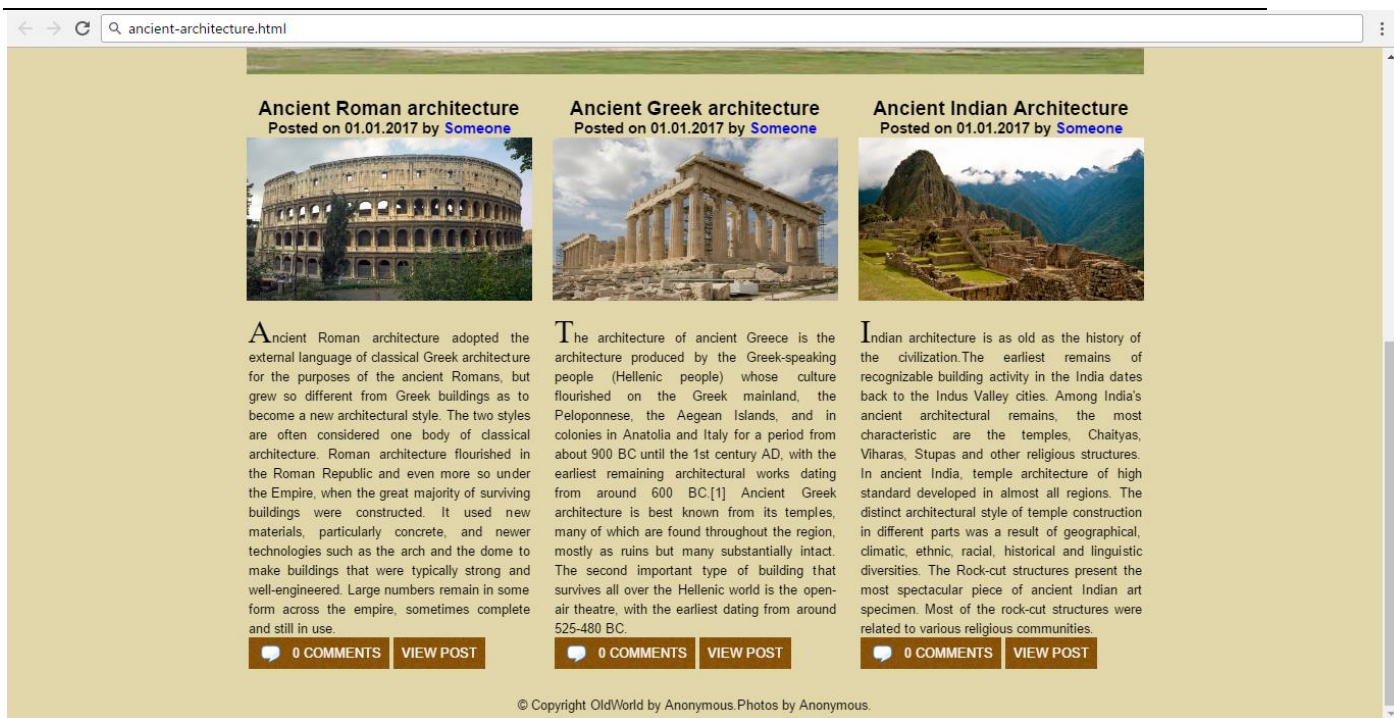 ancient-architecture.html
Ancient Roman architecture
Posted on 01.01.2017 by Someone
Ancient Roman architecture adopted the
external language of classical Greek architecture
for the purposes of the ancient Romans, but
grew so different from Greek buildings as to
become a new architectural style. The two styles
are often considered one body of classical
architecture. Roman architecture flourished in
the Roman Republic and even more so under
the Empire, when the great majority of surviving
buildings were constructed. It used new
materials, particularly concrete, and newer
technologies such as the arch and the dome to
make buildings that were typically strong and
well-engineered. Large numbers remain in some
form across the empire, sometimes complete
and still in use.
0 COMMENTS
VIEW POST
Ancient Greek architecture
Posted on 01.01.2017 by Someone
The architecture of ancient Greece is the
architecture produced by the Greek-speaking
people (Hellenic people) whose culture
flourished on the Greek mainland, the
Peloponnese, the Aegean Islands, and in
colonies in Anatolia and Italy for a period from
about 900 BC until the 1st century AD, with the
earliest remaining architectural works dating
from around 600 BC.[1] Ancient Greek
architecture is best known from its temples,
many of which are found throughout the region,
mostly as ruins but many substantially intact.
The second important type of building that
survives all over the Hellenic world is the open-
air theatre, with the earliest dating from around
525-480 BC.
0 COMMENTS
VIEW POST
Ancient Indian Architecture
Posted on 01.01.2017 by Someone
Indian architecture is as old as the history of
the civilization.The earliest remains of
recognizable building activity in the India dates
back to the Indus Valley cities. Among India's
ancient architectural remains, the most
characteristic are the temples, Chaityas,
Viharas, Stupas and other religious structures.
In ancient India, temple architecture of high
standard developed in almost all regions. The
distinct architectural style of temple construction
in different parts was a result of geographical,
climatic, ethnic, racial, historical and linguistic
diversities. The Rock-cut structures present the
most spectacular piece of ancient Indian art
specimen. Most of the rock-cut structures were
related to various religious communities.
0 COMMENTS
VIEW POST
© Copyright OldWorld by Anonymous.Photos by Anonymous.